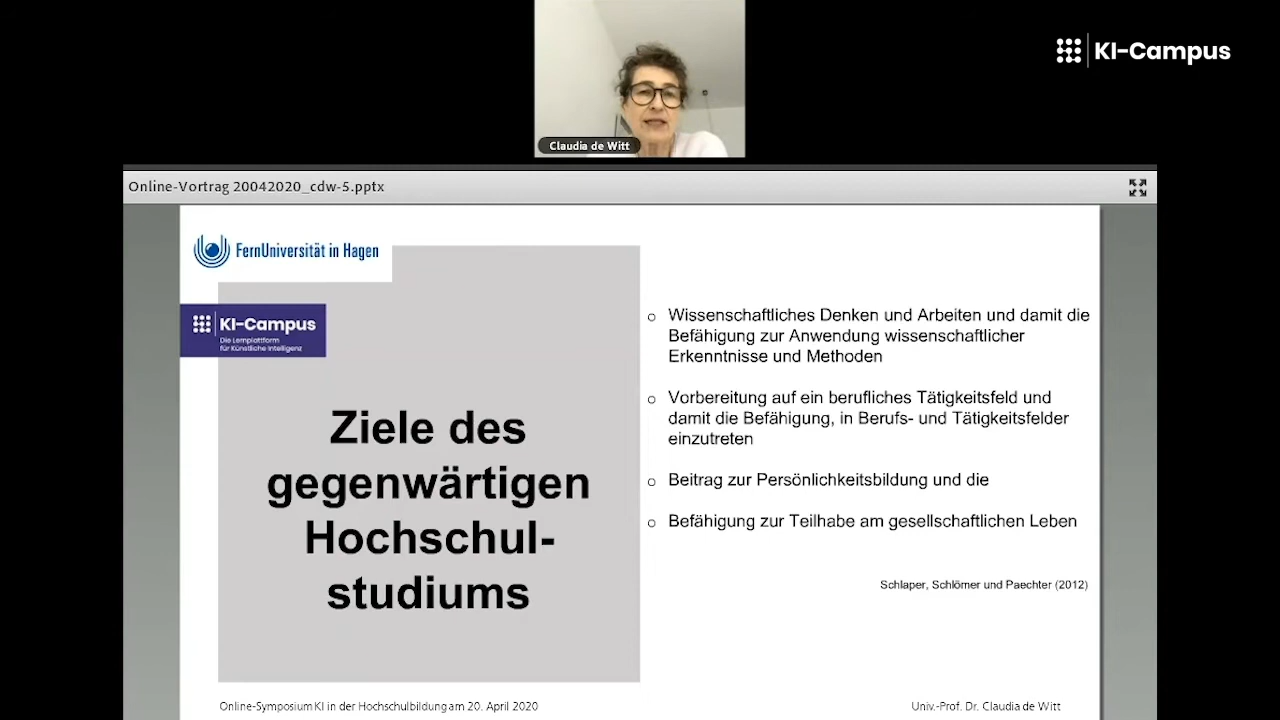 KI-Campus
Claudia de Witt
Online-Vortrag 20042020_cdw-5.pptx
FernUniversität in Hagen
KI-Campus
Die Lernplattform
für Künstliche Intelligenz
Ziele des
gegenwärtigen
Hochschul-
studiums
o Wissenschaftliches Denken und Arbeiten und damit die
Befähigung zur Anwendung wissenschaftlicher
Erkenntnisse und Methoden
o Vorbereitung auf ein berufliches Tätigkeitsfeld und
damit die Befähigung, in Berufs- und Tätigkeitsfelder
einzutreten
o Beitrag zur Persönlichkeitsbildung und die
o Befähigung zur Teilhabe am gesellschaftlichen Leben
Schlaper, Schlömer und Paechter (2012)
Online-Symposium KI in der Hochschulbildung am 20. April 2020
Univ.-Prof. Dr. Claudia de Witt